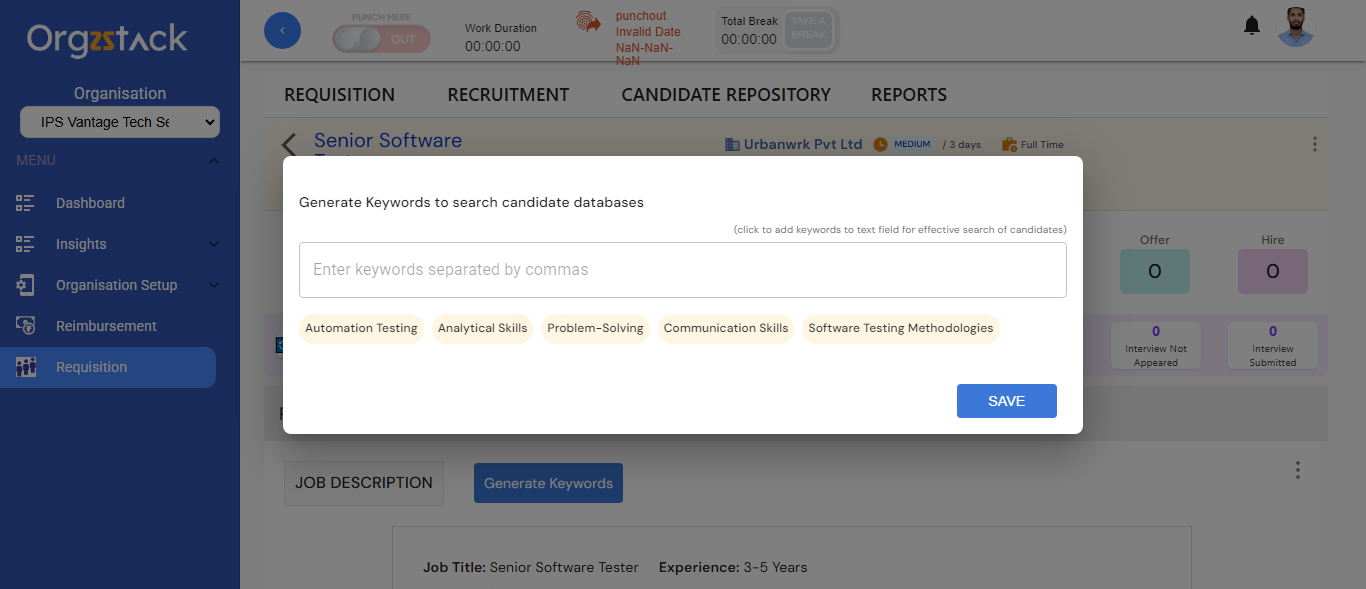 Orgzstack
Organisation
IPS Vantage Tech Se
MENU
Dashboard
Insights
Organisation Setup
Reimbursement
Requisition
PUNCH HERE
OUT
Work Duration
00:00:00
punchout
Invalid Date
NaN-NaN-
NaN
Total Break
00:00:00
TAKE A
BREAK
REQUISITION RECRUITMENT CANDIDATE REPOSITORY REPORTS
Senior Software
Urbanwrk Pvt Ltd MEDIUM / 3 days Full Time
Generate Keywords to search candidate databases
(click to add keywords to text field for effective search of candidates)
Enter keywords separated by commas
Automation Testing Analytical Skills Problem-Solving Communication Skills Software Testing Methodologies
SAVE
Offer
0
Hire
0
0
Interview Not
Appeared
0
Interview
Submitted
JOB DESCRIPTION
Generate Keywords
Job Title: Senior Software Tester Experience: 3-5 Years